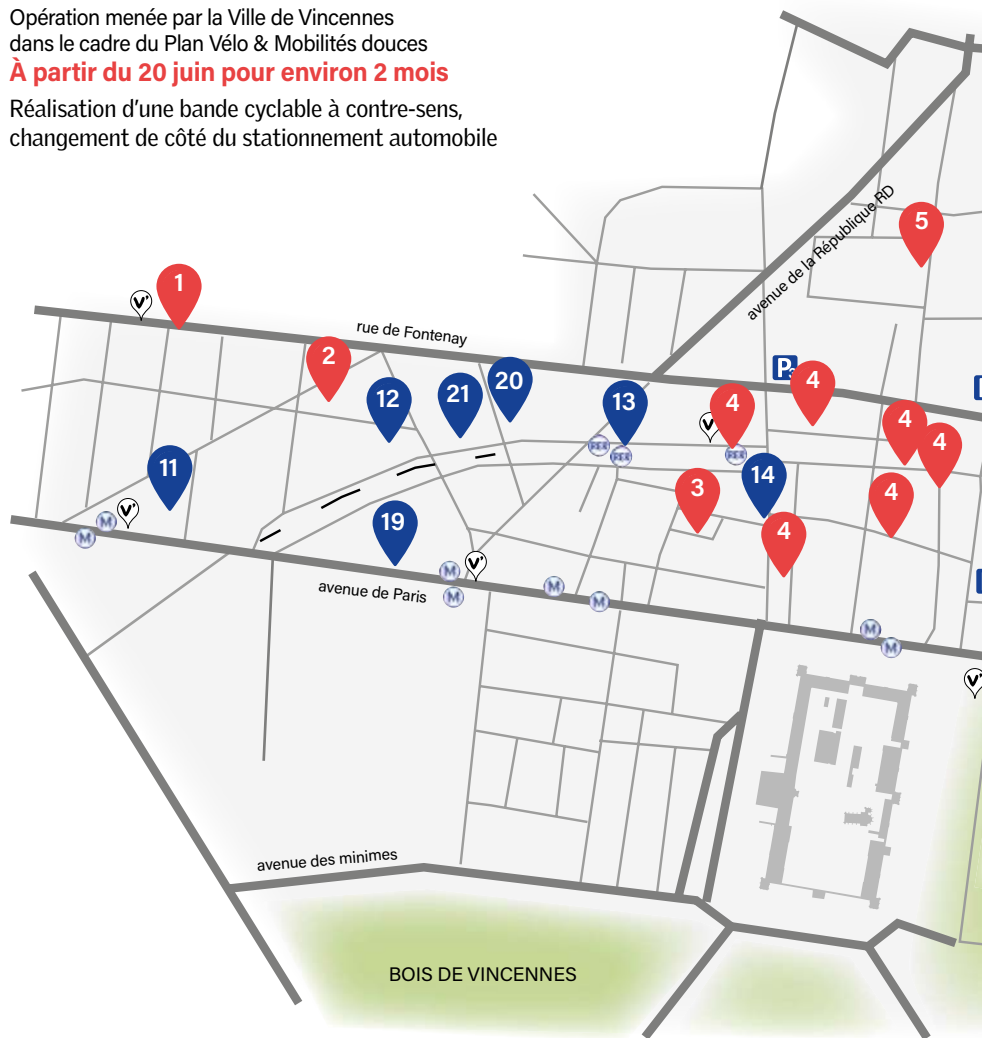 Opération menée par la Ville de Vincennes
dans le cadre du Plan Vélo & Mobilités douces
À partir du 20 juin pour environ 2 mois
Réalisation d'une bande cyclable à contre-sens,
changement de côté du stationnement automobile
5
avenue de la République RD
1
V'
rue de Fontenay
2
12
21
20
13
P
4
4
4
4
V'
RER
RER
RER
11
14
3
4
4
19
M
M
V'
V'
M
M
M
M
avenue de Paris
M
M
V'
avenue des minimes
BOIS DE VINCENNES